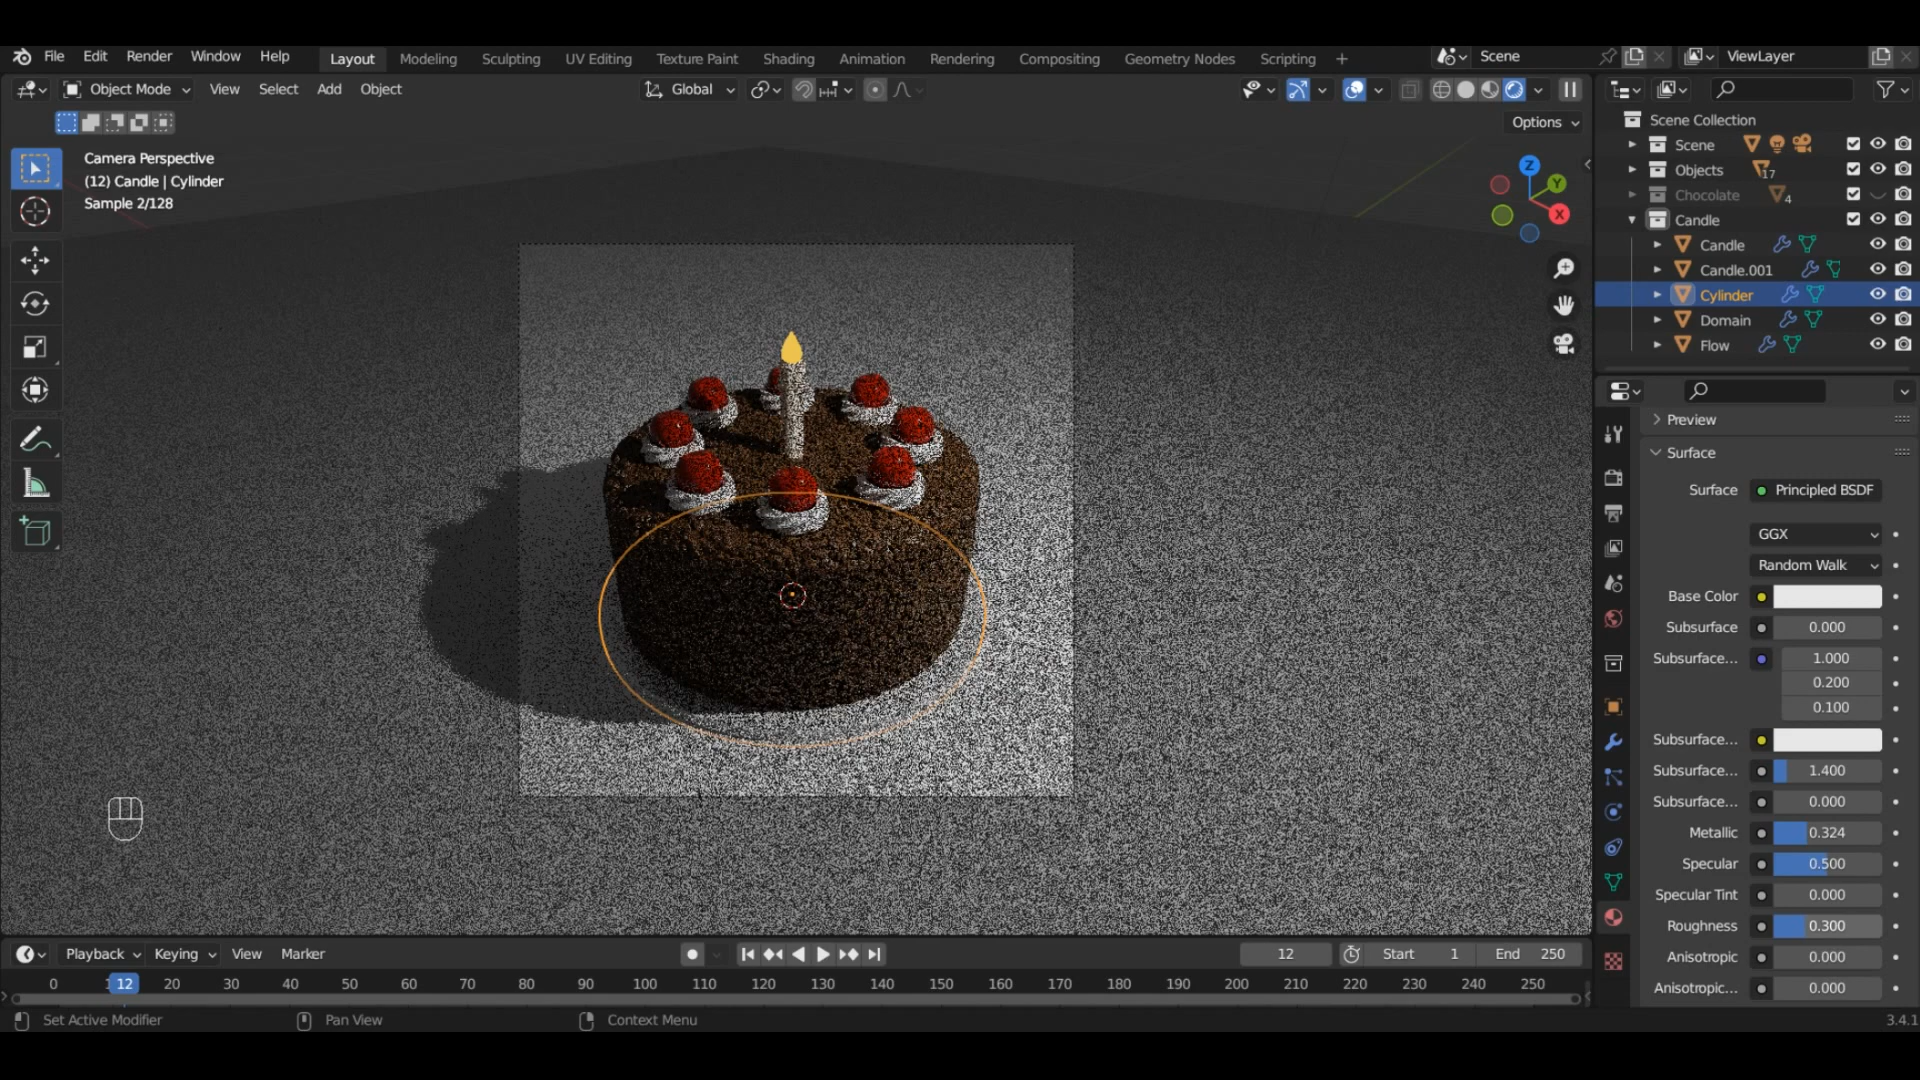 File Edit Render Window Help Layout Modeling Sculpting UV Editing Texture Paint Shading Animation Rendering Compositing Geometry Nodes Scripting + Scene ViewLayer
Object Mode View Select Add Object Global
Options
Camera Perspective
(12) Candle | Cylinder
Sample 2/128
Z
Y
X
Scene Collection
Scene
Objects 17
Chocolate 4
Candle
Candle
Candle.001
Cylinder
Domain
Flow
Preview
Surface
Surface Principled BSDF
GGX
Random Walk
Base Color
Subsurface 0.000
Subsurface... 1.000
0.200
0.100
Subsurface...
Subsurface... 1.400
Subsurface... 0.000
Metallic 0.324
Specular 0.500
Specular Tint 0.000
Roughness 0.300
Anisotropic 0.000
Anisotropic... 0.000
Playback Keying View Marker 12 Start 1 End 250
0 12 20 30 40 50 60 70 80 90 100 110 120 130 140 150 160 170 180 190 200 210 220 230 240 250
Set Active Modifier Pan View Context Menu 3.4.1